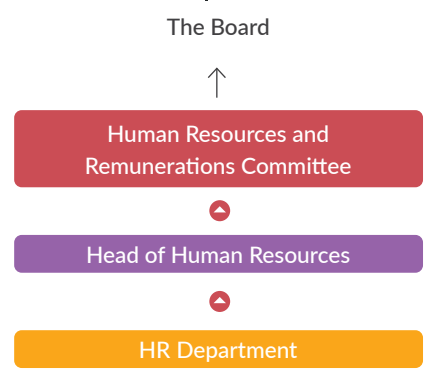 The Board
Human Resources and
Remunerations Committee
Head of Human Resources
HR Department